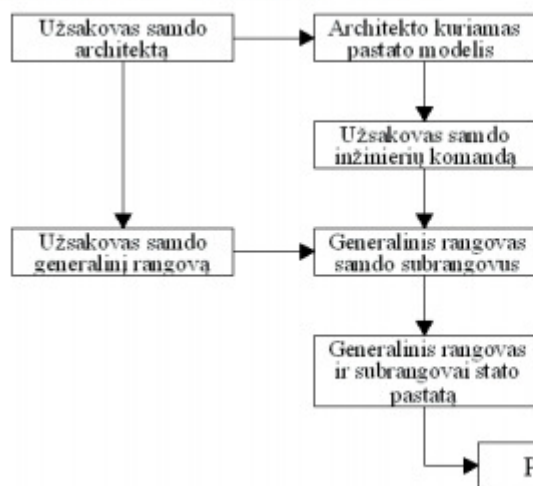 Užsakovas samdo
architektą
Architekto kuriamas
pastato modelis
Užsakovas samdo
inžinierių komandą
Užsakovas samdo
generalinį rangovą
Generalinis rangovas
samdo subrangovus
Generalinis rangovas
ir subrangovai stato
pastatą